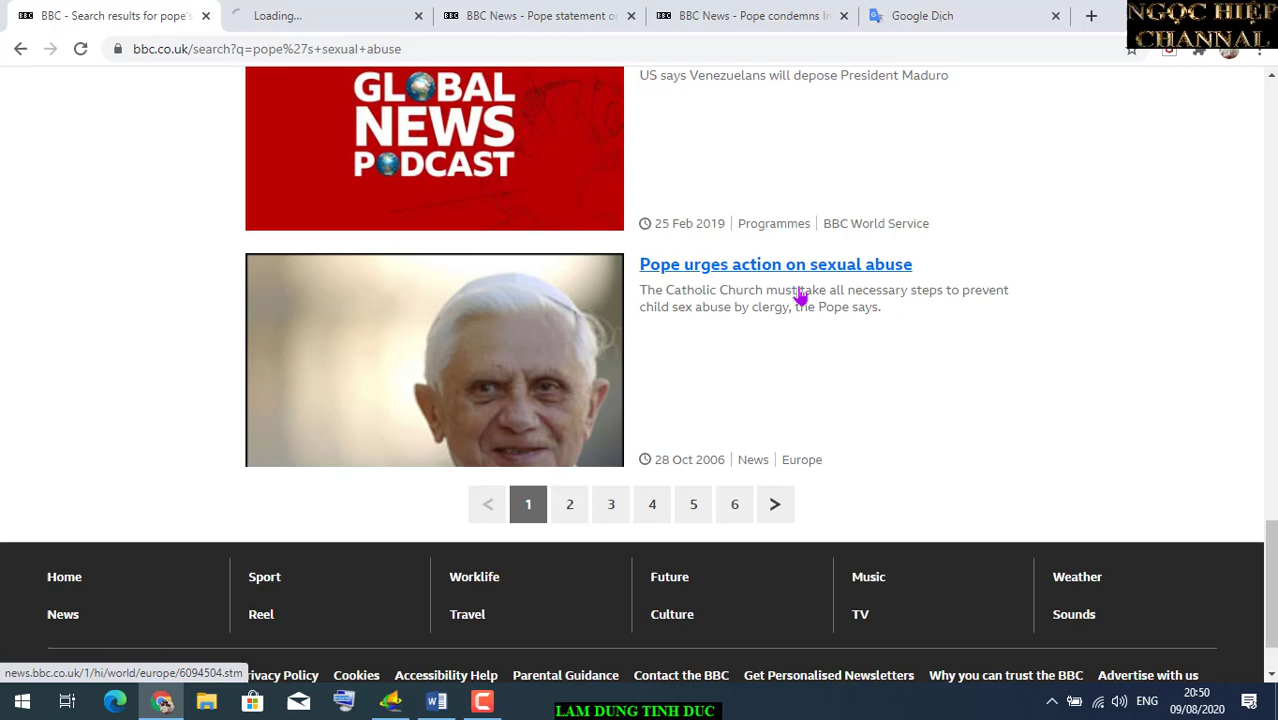 BBC - Search results for pope's
Loading...
BBC News - Pope statement on
BBC News - Pope condemns Ir
Google Dịch
NGỌC HIỆP
CHANNAL
bbc.co.uk/search?q=pope%27s+sexual+abuse
US says Venezuelans will depose President Maduro
GLOBAL
NEWS
PODCAST
25 Feb 2019 | Programmes | BBC World Service
Pope urges action on sexual abuse
The Catholic Church must take all necessary steps to prevent
child sex abuse by clergy, the Pope says.
28 Oct 2006 | News | Europe
< 1 2 3 4 5 6 >
Home Sport Worklife Future Music Weather
News Reel Travel Culture TV Sounds
news.bbc.co.uk/1/hi/world/europe/6094504.stm
ivacy Policy Cookies Accessibility Help Parental Guidance Contact the BBC Get Personalised Newsletters Why you can trust the BBC Advertise with us
ENG
20:50
09/08/2020
LAM DUNG TINH DUC